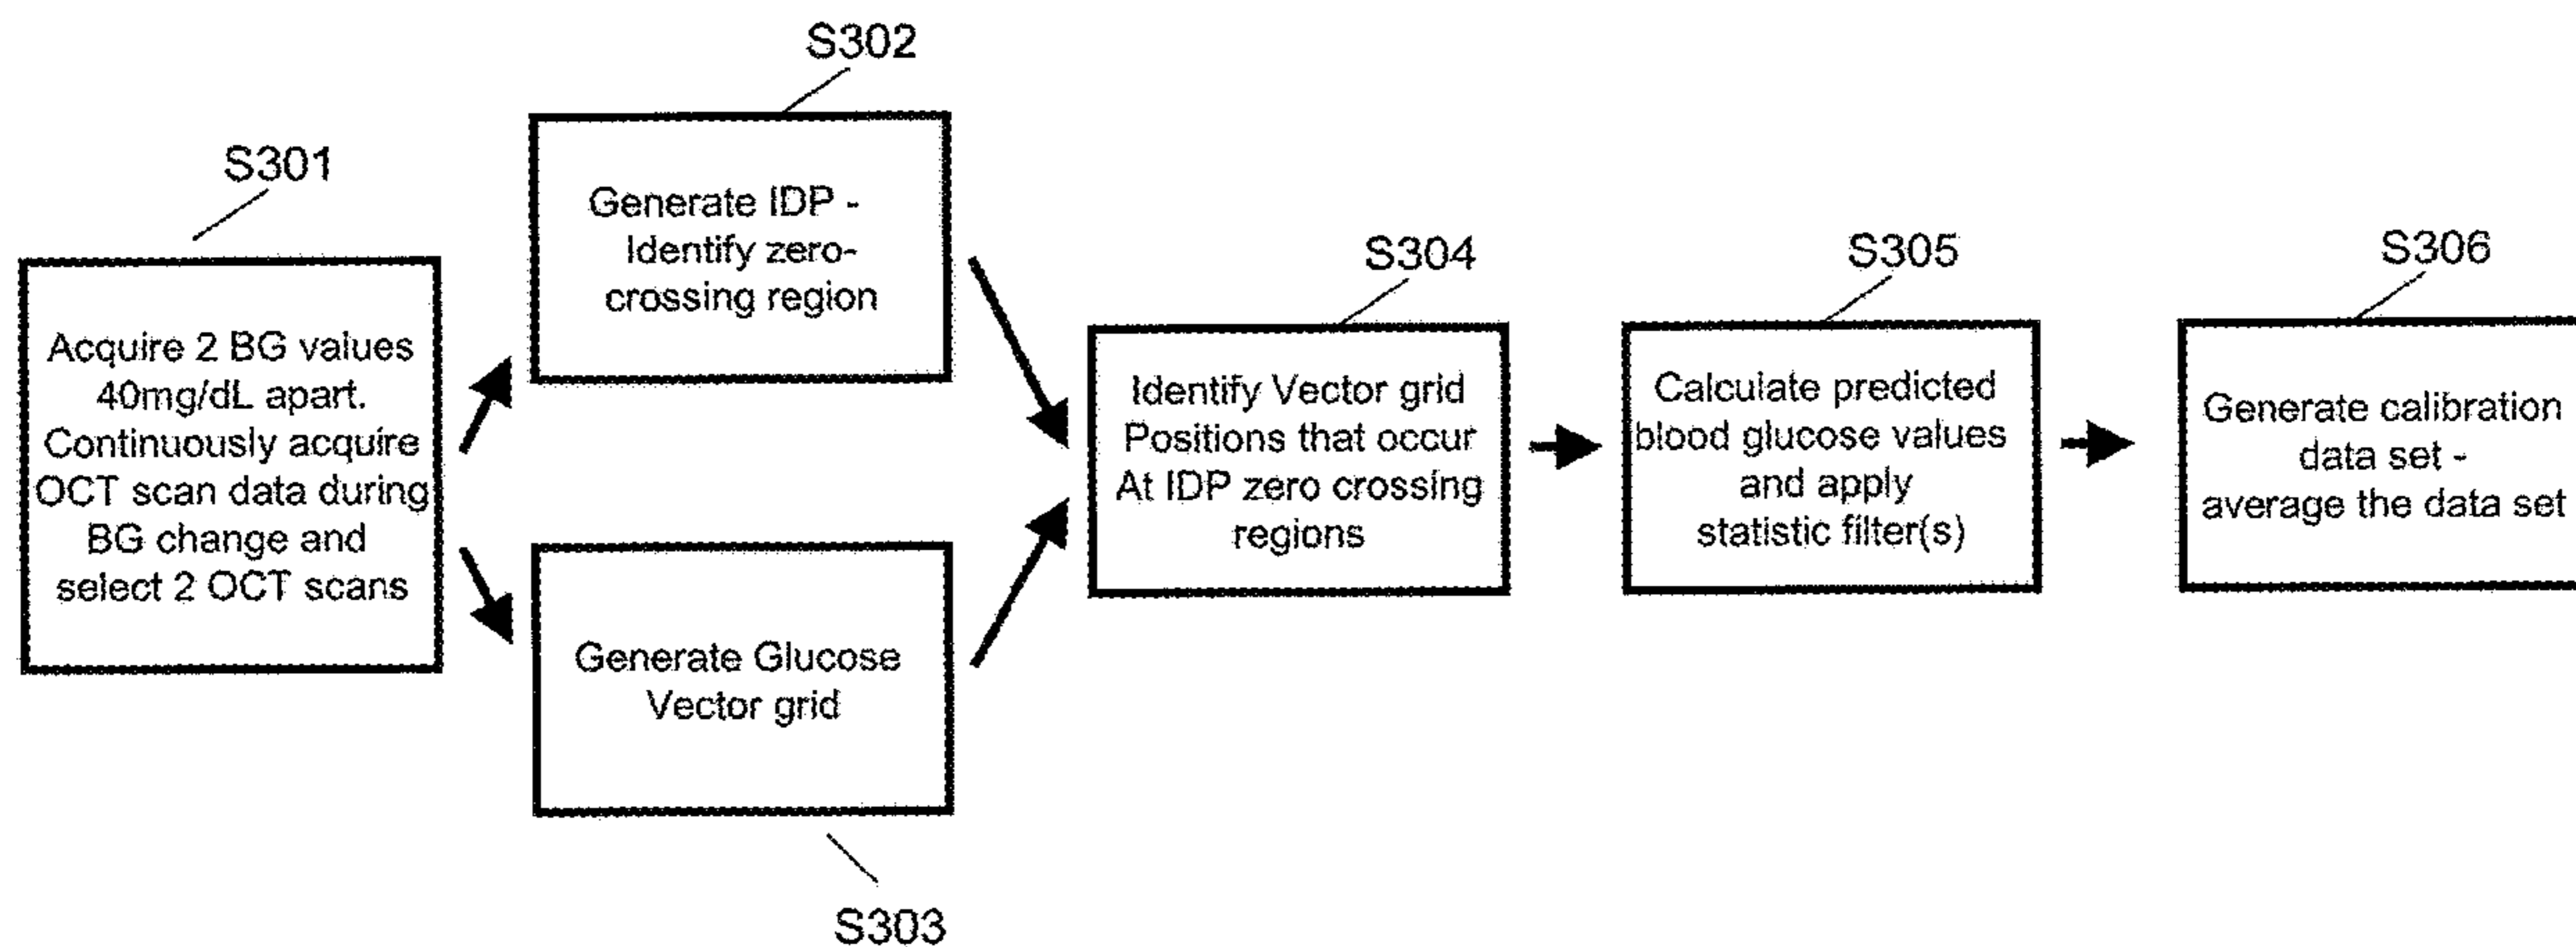 S301
Acquire 2 BG values
40mg/dL apart.
Continuously acquire
OCT scan data during
BG change and
select 2 OCT scans
S302
Generate IDP -
Identify zero-
crossing region
Generate Glucose
Vector grid
S303
S304
Identify Vector grid
Positions that occur
At IDP zero crossing
regions
S305
Calculate predicted
blood glucose values
and apply
statistic filter(s)
S306
Generate calibration
data set -
average the data set